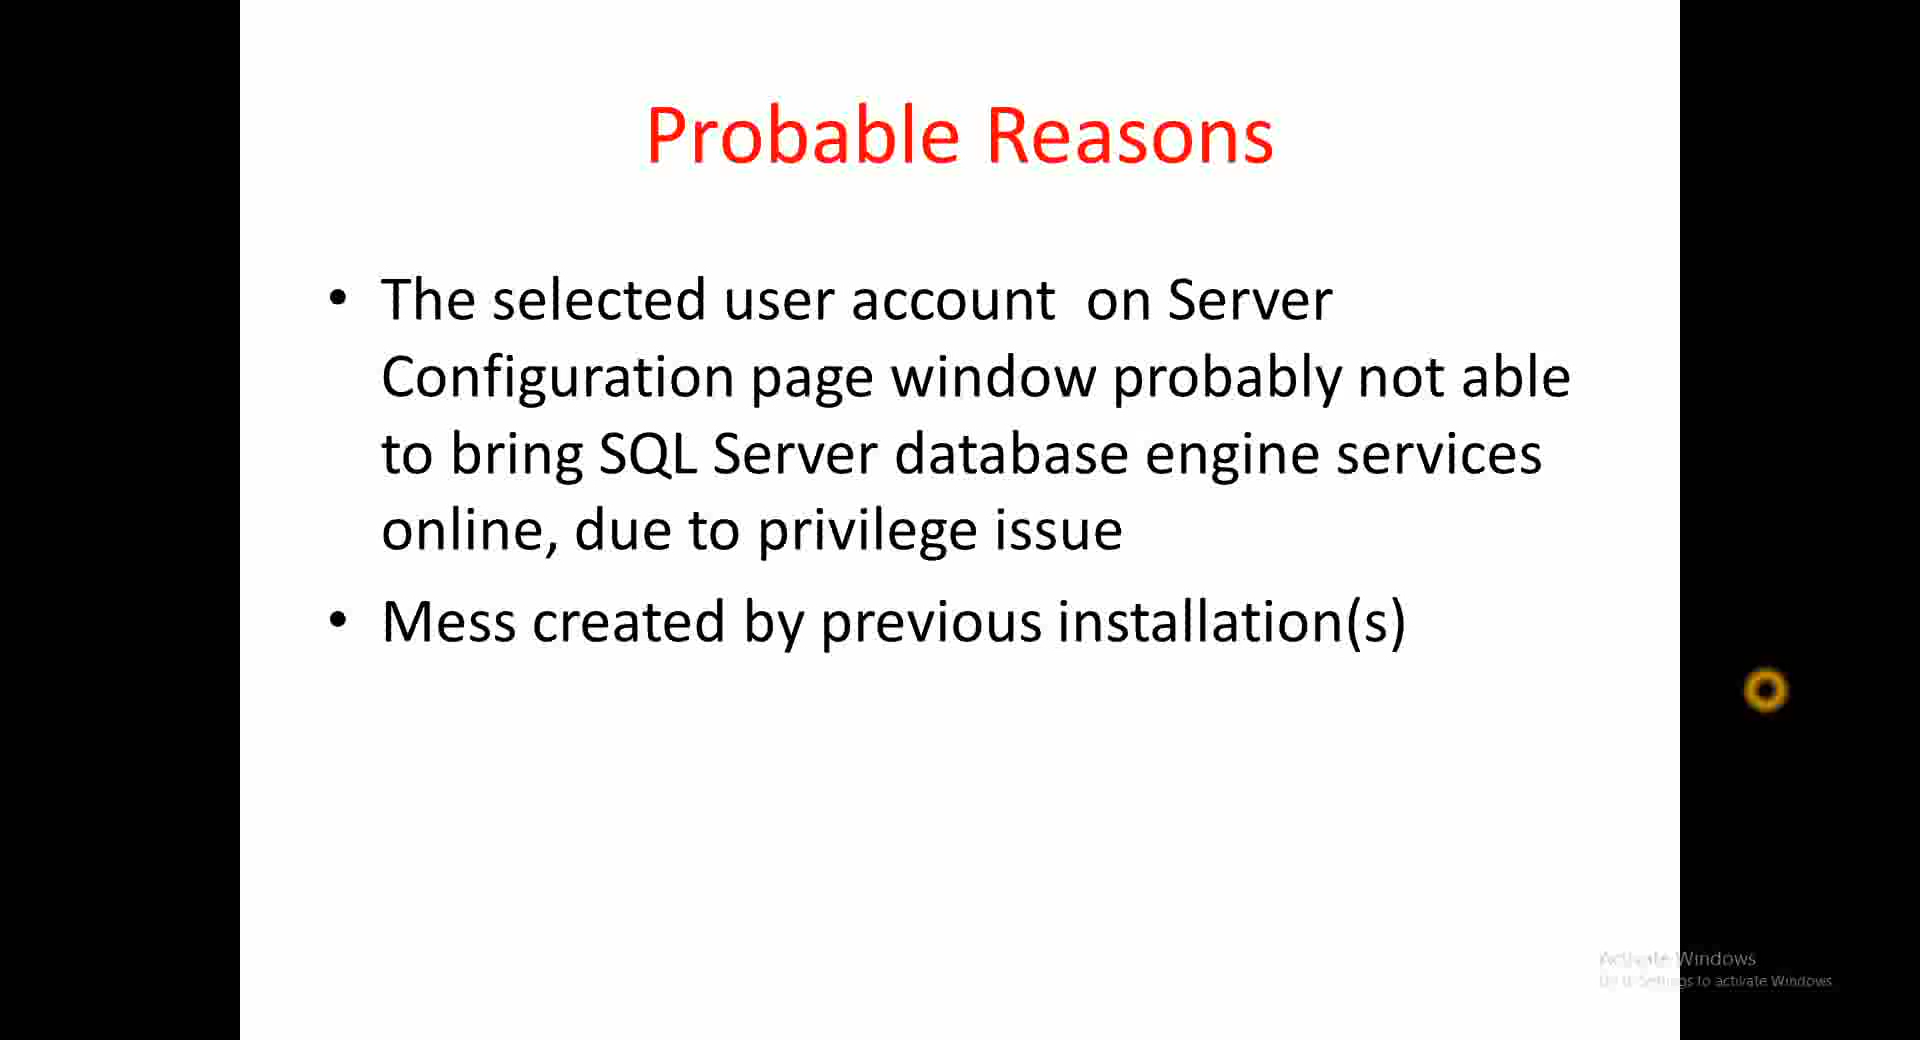 Probable Reasons
• The selected user account  on Server
Configuration page window probably not able
to bring SQL Server database engine services
online, due to privilege issue
• Mess created by previous installation(s)
Activate Windows
Go to Settings to activate Windows.